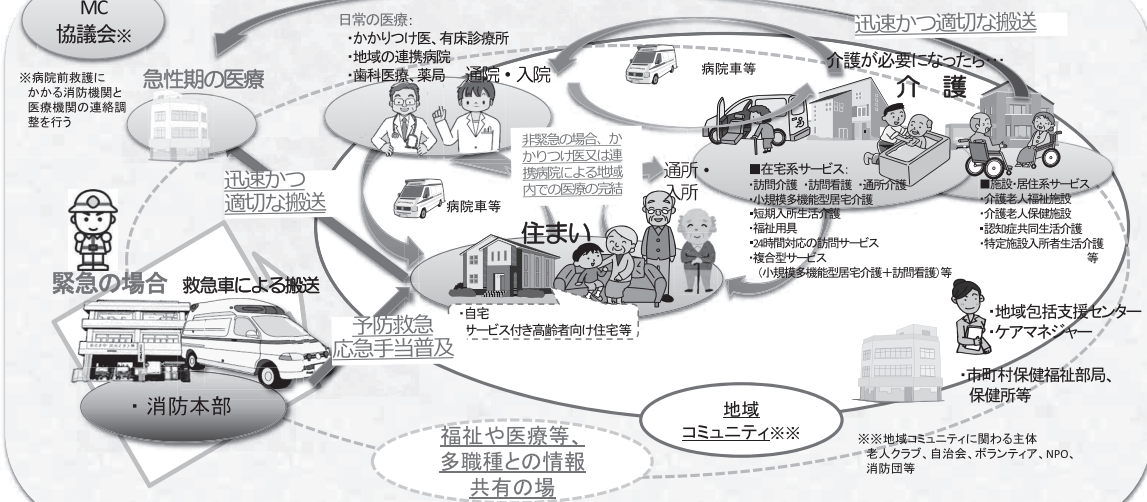 MC
協議会※
※病院前救護に
かかる消防機関と
医療機関の連絡調
整を行う
急性期の医療
日常の医療:
・かかりつけ医、有床診療所
・地域の連携病院
・歯科医療、薬局
通院・入院
病院車等
迅速かつ適切な搬送
介護が必要になったら…
介 護
非緊急の場合、か
かりつけ医又は連
携病院による地域
内での医療の完結
通所・
入所
■在宅系サービス:
・訪問介護 ・訪問看護 ・通所介護
・小規模多機能型居宅介護
・短期入所生活介護
・福祉用具
・24時間対応の訪問サービス
・複合型サービス
(小規模多機能型居宅介護+訪問看護)等
■施設・居住系サービス
・介護老人福祉施設
・介護老人保健施設
・認知症共同生活介護
・特定施設入所者生活介護
等
迅速かつ
適切な搬送
病院車等
住まい
・自宅
サービス付き高齢者向け住宅等
緊急の場合
救急車による搬送
予防救急
応急手当普及
・消防本部
・地域包括支援センター
・ケアマネジャー
・市町村保健福祉部局、
保健所等
地域
コミュニティ※※
福祉や医療等、
多職種との情報
共有の場
※※地域コミュニティに関わる主体
老人クラブ、自治会、ボランティア、NPO、
消防団等